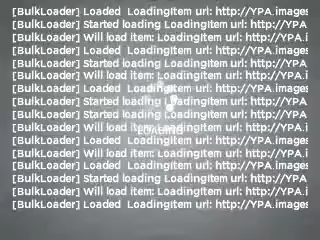 [BulkLoader] Loaded  LoadingItem url: http://YPA.images
[BulkLoader] Started loading LoadingItem url: http://YPA
[BulkLoader] Will load item: LoadingItem url: http://YPA.i
[BulkLoader] Loaded  LoadingItem url: http://YPA.images
[BulkLoader] Started loading LoadingItem url: http://YPA
[BulkLoader] Will load item: LoadingItem url: http://YPA.i
[BulkLoader] Loaded  LoadingItem url: http://YPA.images
[BulkLoader] Started loading LoadingItem url: http://YPA
[BulkLoader] Started loading LoadingItem url: http://YPA
[BulkLoader] Will load item: LoadingItem url: http://YPA.i
LOADING
[BulkLoader] Loaded  LoadingItem url: http://YPA.images
[BulkLoader] Will load item: LoadingItem url: http://YPA.i
[BulkLoader] Loaded  LoadingItem url: http://YPA.images
[BulkLoader] Started loading LoadingItem url: http://YPA
[BulkLoader] Will load item: LoadingItem url: http://YPA.i
[BulkLoader] Loaded  LoadingItem url: http://YPA.images